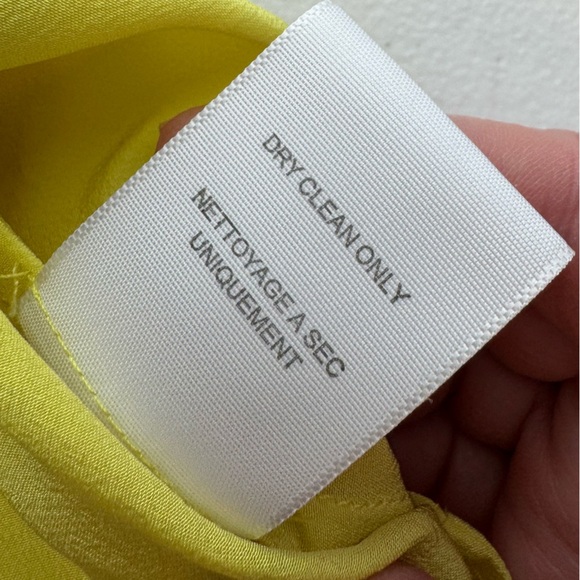 DRY CLEAN ONLY
NETTOYAGE A SEC
UNIQUEMENT